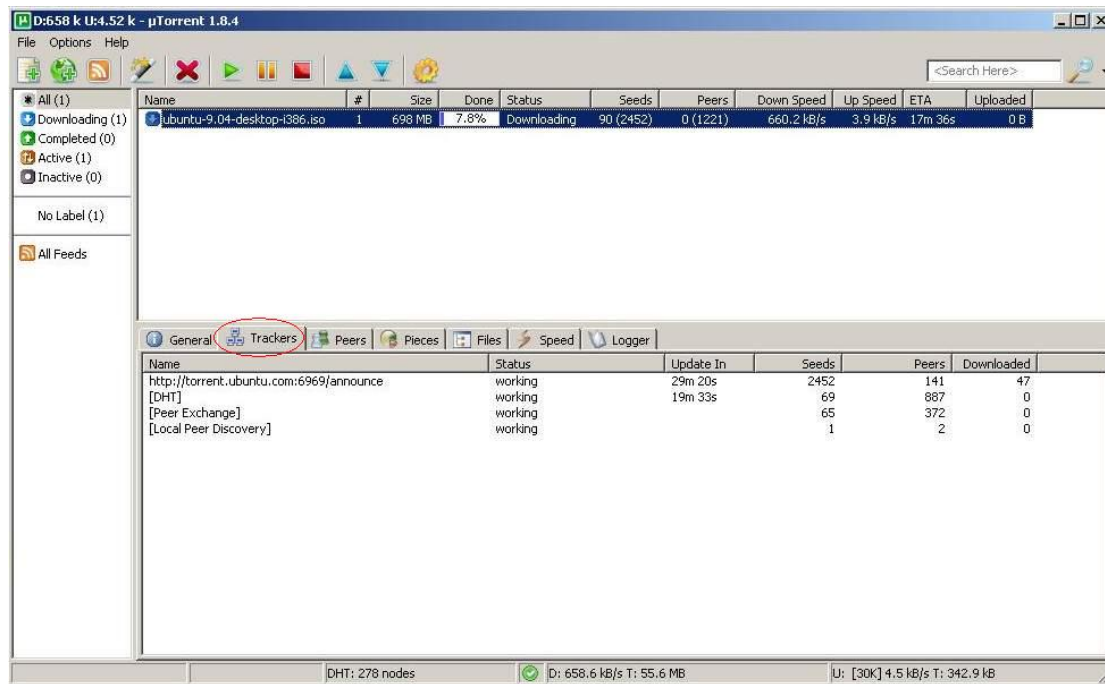 D:658 k U:4.52 k - µTorrent 1.8.4
File Options Help
<Search Here>
All (1)
Downloading (1)
Completed (0)
Active (1)
Inactive (0)
No Label (1)
All Feeds
Name # Size Done Status Seeds Peers Down Speed Up Speed ETA Uploaded
ubuntu-9.04-desktop-i386.iso 1 698 MB 7.8% Downloading 90 (2452) 0 (1221) 660.2 kB/s 3.9 kB/s 17m 36s 0 B
General Trackers Peers Pieces Files Speed Logger
Name Status Update In Seeds Peers Downloaded
http://torrent.ubuntu.com:6969/announce working 29m 20s 2452 141 47
[DHT] working 19m 33s 69 887 0
[Peer Exchange] working 65 372 0
[Local Peer Discovery] working 1 2 0
DHT: 278 nodes D: 658.6 kB/s T: 55.6 MB U: [30K] 4.5 kB/s T: 342.9 kB